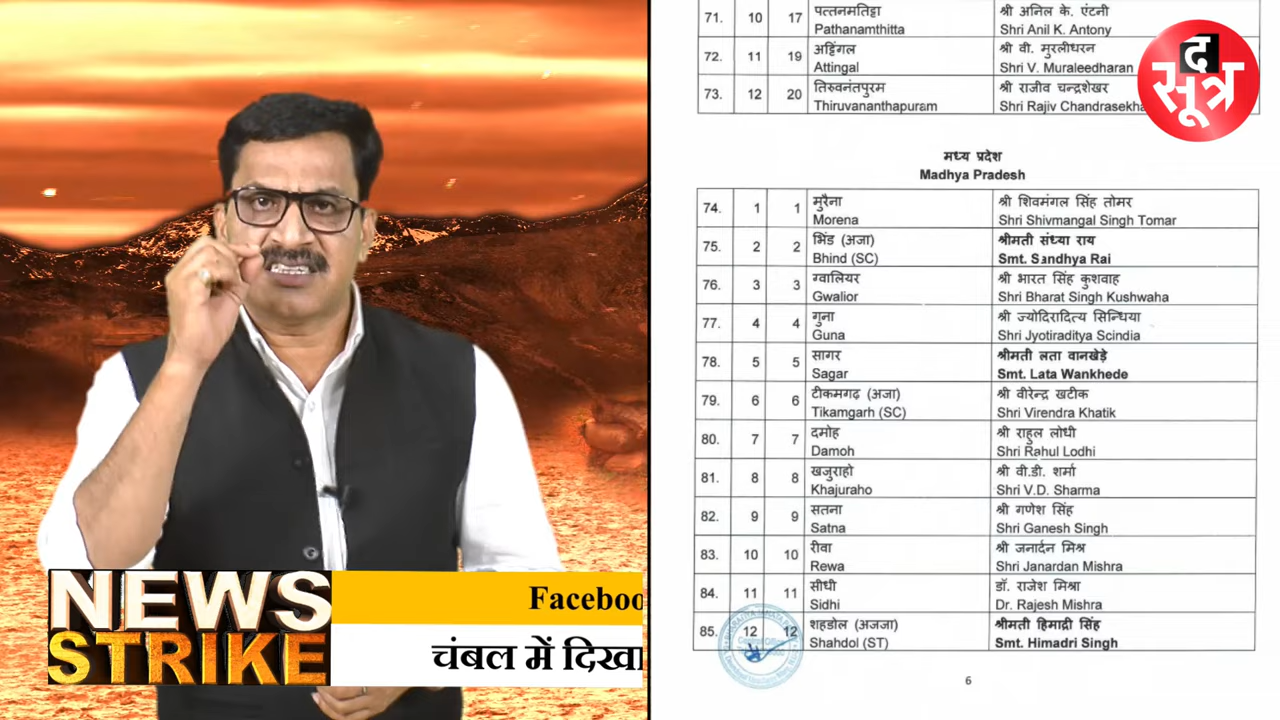 71. 10 17 पत्तनमतिट्टा श्री अनिल के. एंटनी
Pathanamthitta Shri Anil K. Antony
72. 11 19 अट्टिंगल श्री वी. मुरलीधरन
Attingal Shri V. Muraleedharan
73. 12 20 तिरुवनंतपुरम श्री राजीव चन्द्रशेखर
Thiruvananthapuram Shri Rajiv Chandrasekha
द
सूत्र
मध्य प्रदेश
Madhya Pradesh
74. 1 1 मुरैना श्री शिवमंगल सिंह तोमर
Morena Shri Shivmangal Singh Tomar
75. 2 2 भिंड (अजा) श्रीमती संध्या राय
Bhind (SC) Smt. Sandhya Rai
76. 3 3 ग्वालियर श्री भारत सिंह कुशवाह
Gwalior Shri Bharat Singh Kushwaha
77. 4 4 गुना श्री ज्योदिरादित्य सिन्धिया
Guna Shri Jyotiraditya Scindia
78. 5 5 सागर श्रीमती लता वानखेड़े
Sagar Smt. Lata Wankhede
79. 6 6 टीकमगढ़ (अजा) श्री वीरेन्द्र खटीक
Tikamgarh (SC) Shri Virendra Khatik
80. 7 7 दमोह श्री राहुल लोधी
Damoh Shri Rahul Lodhi
81. 8 8 खजुराहो श्री वी.डी. शर्मा
Khajuraho Shri V.D. Sharma
82. 9 9 सतना श्री गणेश सिंह
Satna Shri Ganesh Singh
83. 10 10 रीवा श्री जनार्दन मिश्र
Rewa Shri Janardan Mishra
84. 11 11 सीधी डॉ. राजेश मिश्रा
Sidhi Dr. Rajesh Mishra
85. 12 12 शहडोल (अजजा) श्रीमती हिमाद्री सिंह
Shahdol (ST) Smt. Himadri Singh
6
NEWS
STRIKE
Faceboo
चंबल में दिखा